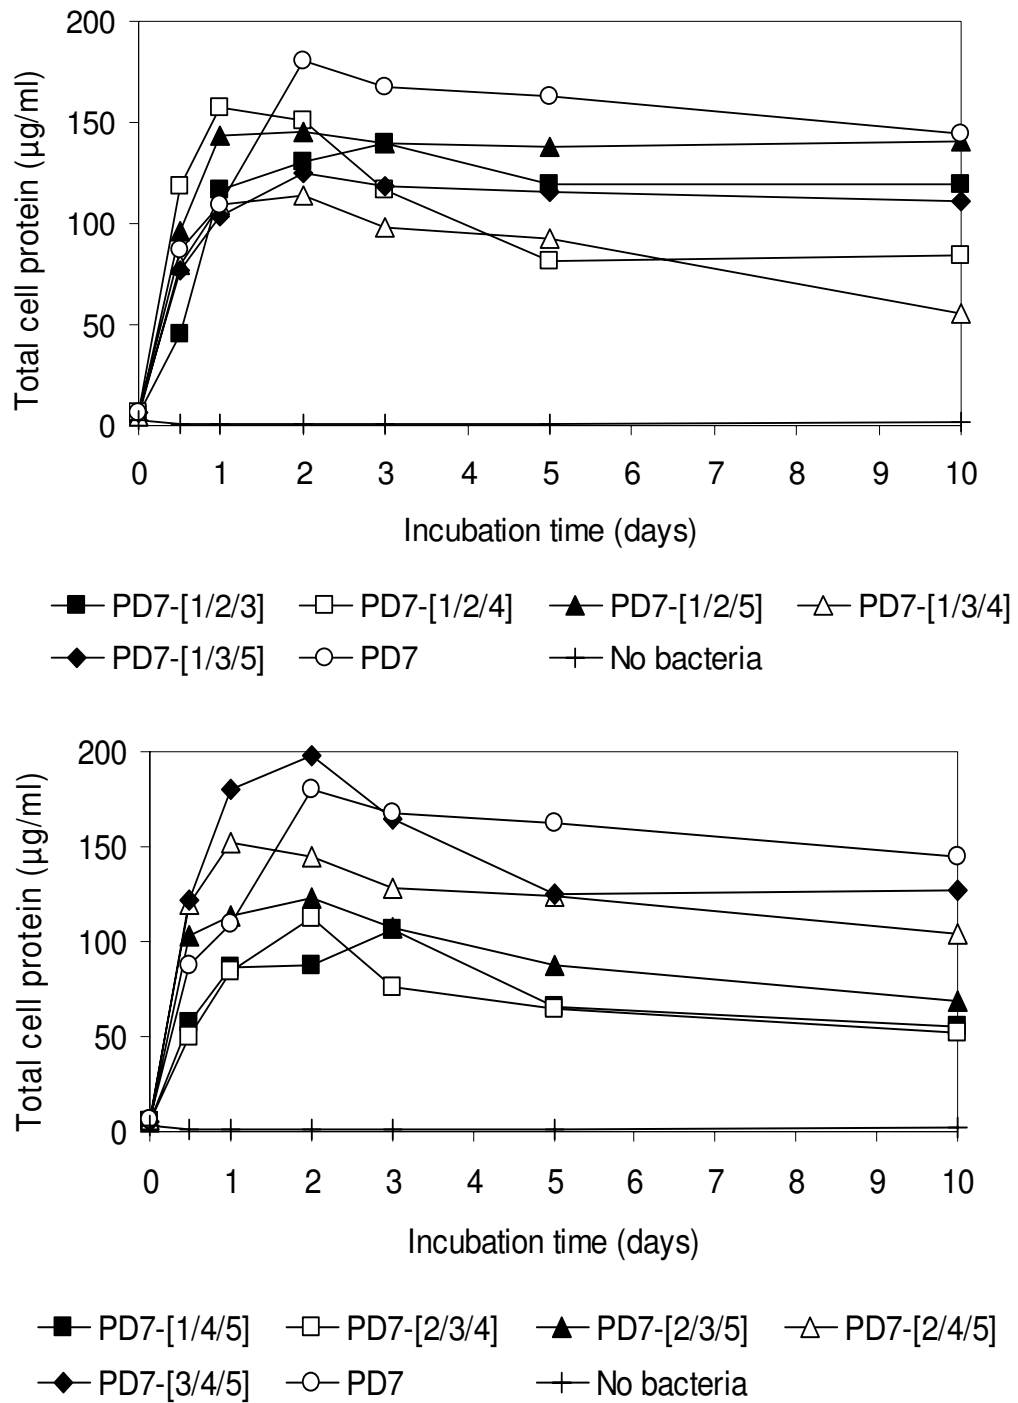 200
150
100
50
0
Total cell protein (µg/ml)
0 1 2 3 4 5 6 7 8 9 10
Incubation time (days)
PD7-[1/2/3] PD7-[1/2/4] PD7-[1/2/5] PD7-[1/3/4]
PD7-[1/3/5] PD7 No bacteria
200
150
100
50
0
Total cell protein (µg/ml)
0 1 2 3 4 5 6 7 8 9 10
Incubation time (days)
PD7-[1/4/5] PD7-[2/3/4] PD7-[2/3/5] PD7-[2/4/5]
PD7-[3/4/5] PD7 No bacteria